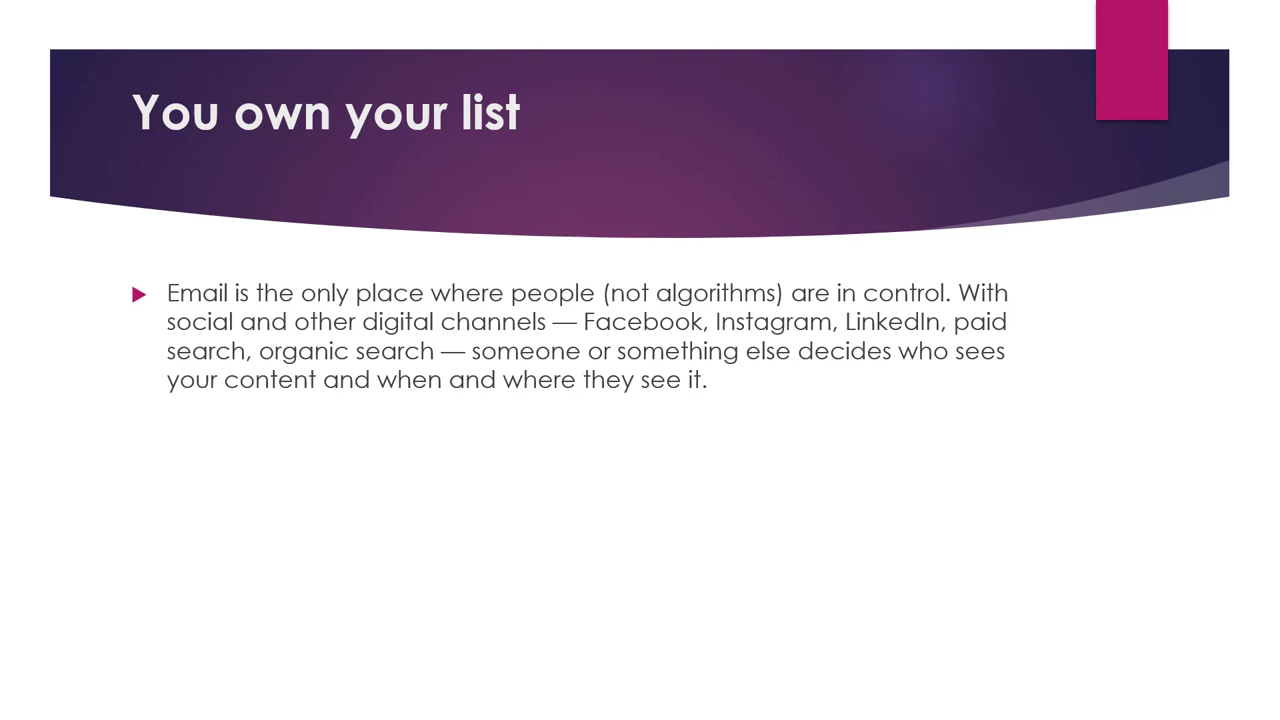 You own your list
Email is the only place where people (not algorithms) are in control. With
social and other digital channels — Facebook, Instagram, LinkedIn, paid
search, organic search — someone or something else decides who sees
your content and when and where they see it.